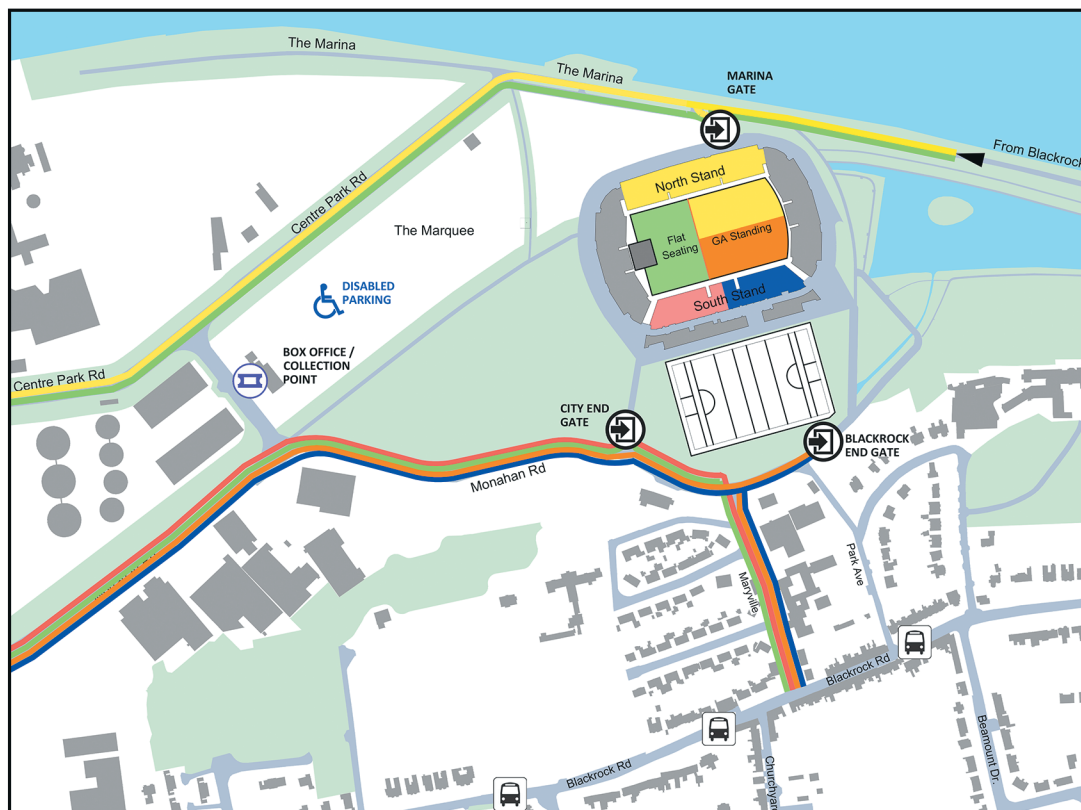 The Marina
The Marina
MARINA
GATE
From Blackrock
North Stand
Centre Park Rd
The Marquee
Flat
Seating
GA Standing
DISABLED
PARKING
South Stand
BOX OFFICE /
COLLECTION
POINT
Centre Park Rd
CITY END
GATE
BLACKROCK
END GATE
Monahan Rd
Park Ave
Maryville
Blackrock Rd
Beamount Dr.
Blackrock Rd
Churchyar